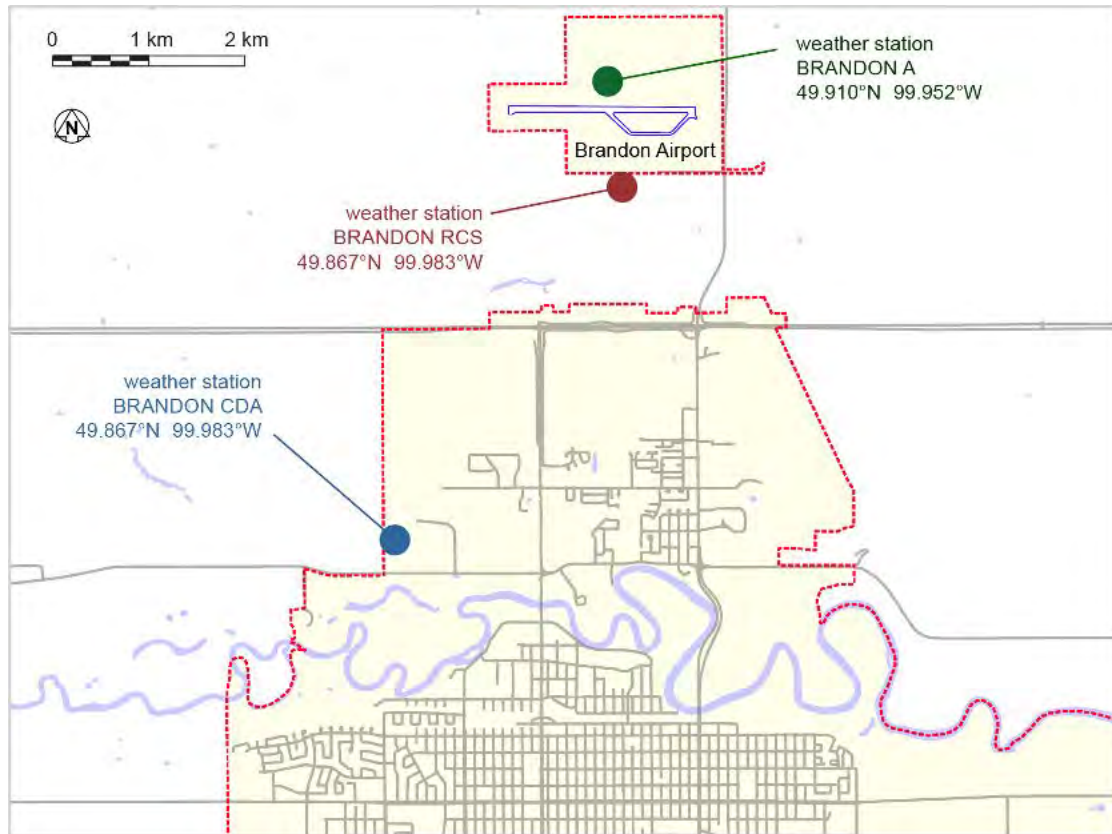 0 1 km 2 km
N
weather station
BRANDON A
49.910°N 99.952°W
Brandon Airport
weather station
BRANDON RCS
49.867°N 99.983°W
weather station
BRANDON CDA
49.867°N 99.983°W